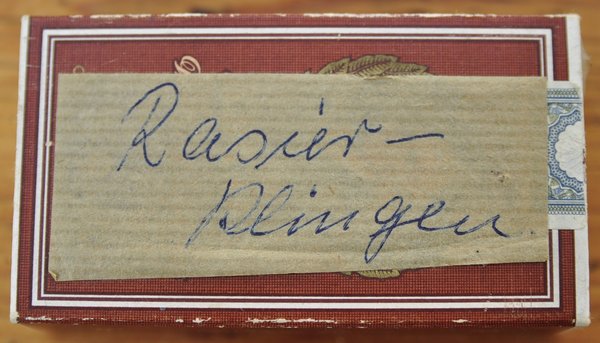 Rasier-
klingen